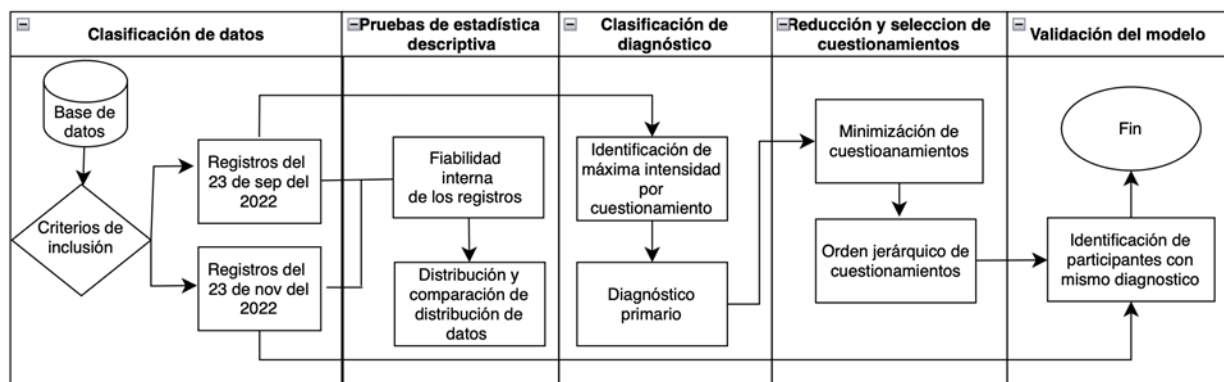 Clasificación de datos
Pruebas de estadística
descriptiva
Clasificación de
diagnóstico
Reducción y seleccion de
cuestionamientos
Validación del modelo
Base de
datos
Criterios de
inclusión
Registros del
23 de sep del
2022
Registros del
23 de nov del
2022
Fiabilidad
interna
de los registros
Distribución y
comparación de
distribución de
datos
Identificación de
máxima intensidad
por
cuestionamiento
Diagnóstico
primario
Minimizácián de
cuestioanamientos
Orden jerárquico de
cuestionamientos
Fin
Identificación de
participantes con
mismo diagnostico